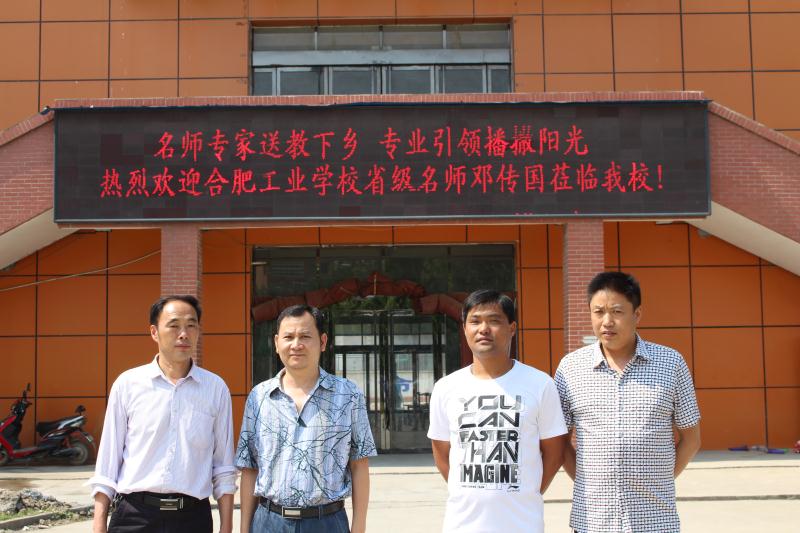 名师专家送教下乡 专业引领播撮阳光
热烈欢迎合肥工业学校省级名师邓传国莅临我校!
YOU
CAN
FASTER
THAN
MAGINE